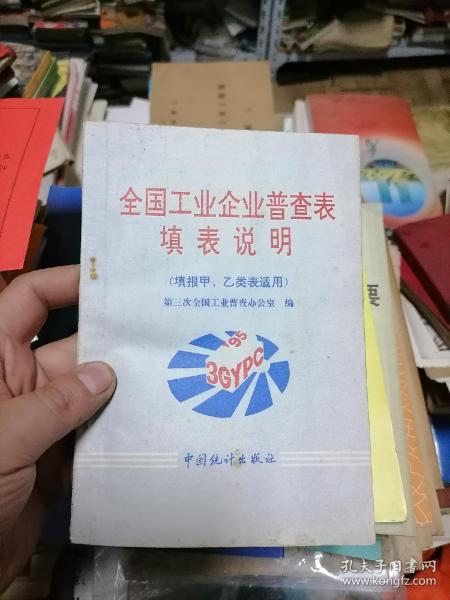 全国工业企业普查表
填表说明
（填报甲、乙类表适用）
第三次全国工业普查办公室 编
'95
3GYPC
中国统计出版社
孔夫子旧书网
www.kongfz.com